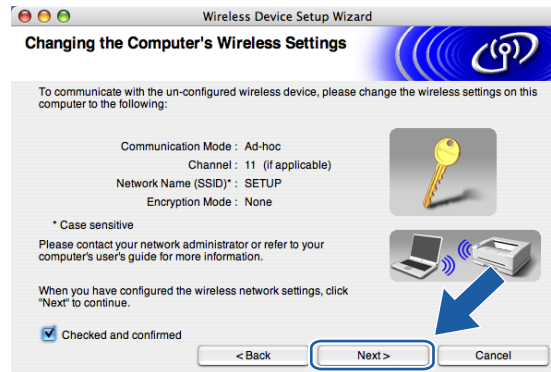 Wireless Device Setup Wizard
Changing the Computer's Wireless Settings
To communicate with the un-configured wireless device, please change the wireless settings on this
computer to the following:
Communication Mode : Ad-hoc
Channel : 11 (if applicable)
Network Name (SSID)* : SETUP
Encryption Mode : None
* Case sensitive
Please contact your network administrator or refer to your
computer's user's guide for more information.
When you have configured the wireless network settings, click
"Next" to continue.
Checked and confirmed
< Back
Next >
Cancel